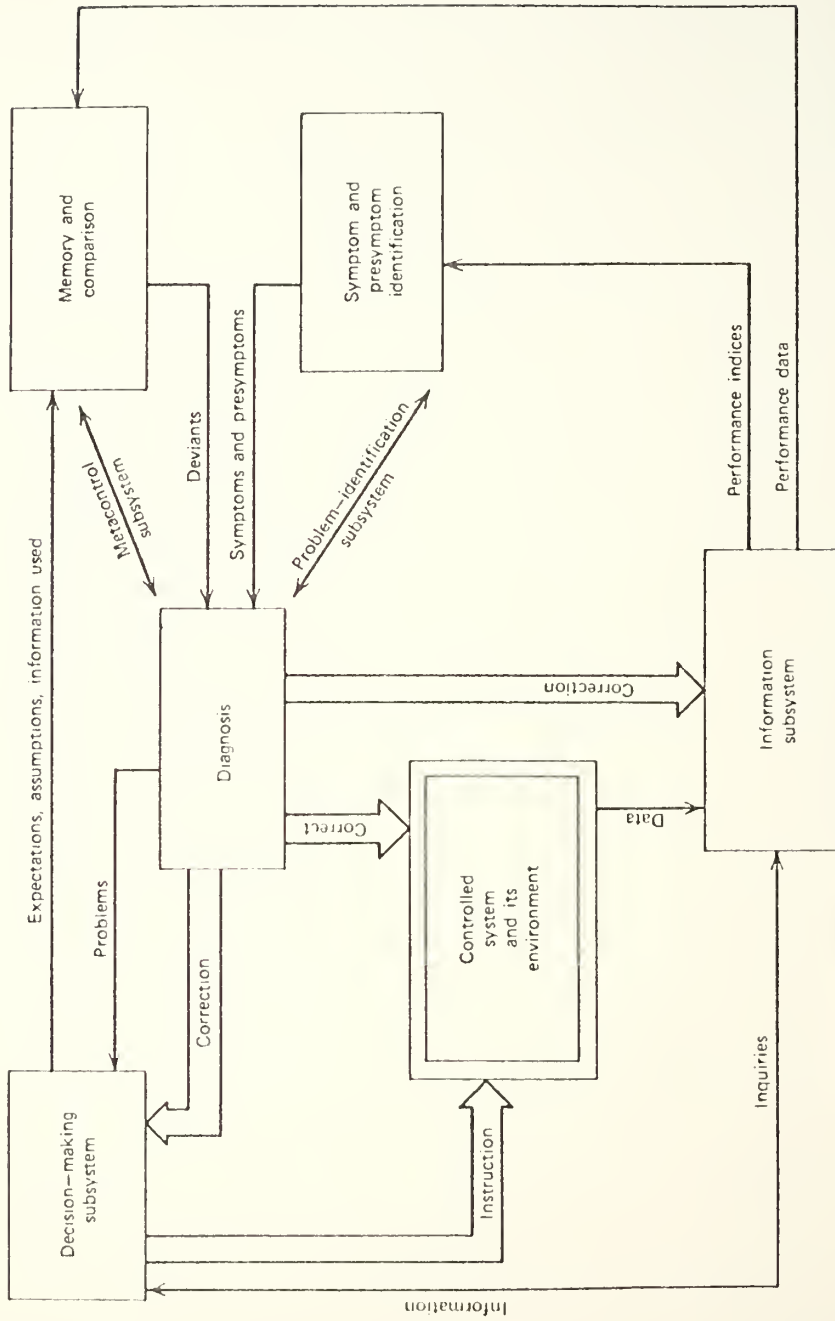 Decision—making
subsystem
Expectations, assumptions, information used
Memory and
comparison
Problems
Correction
Metacontrol
subsystem
Deviants
Diagnosis
Symptoms and presymptoms
Symptom and
presymptom
identification
Problem—identification
subsystem
Instruction
Correct
Correction
Controlled
system
and its
environment
Data
Information
Inquiries
Information
subsystem
Performance indices
Performance data